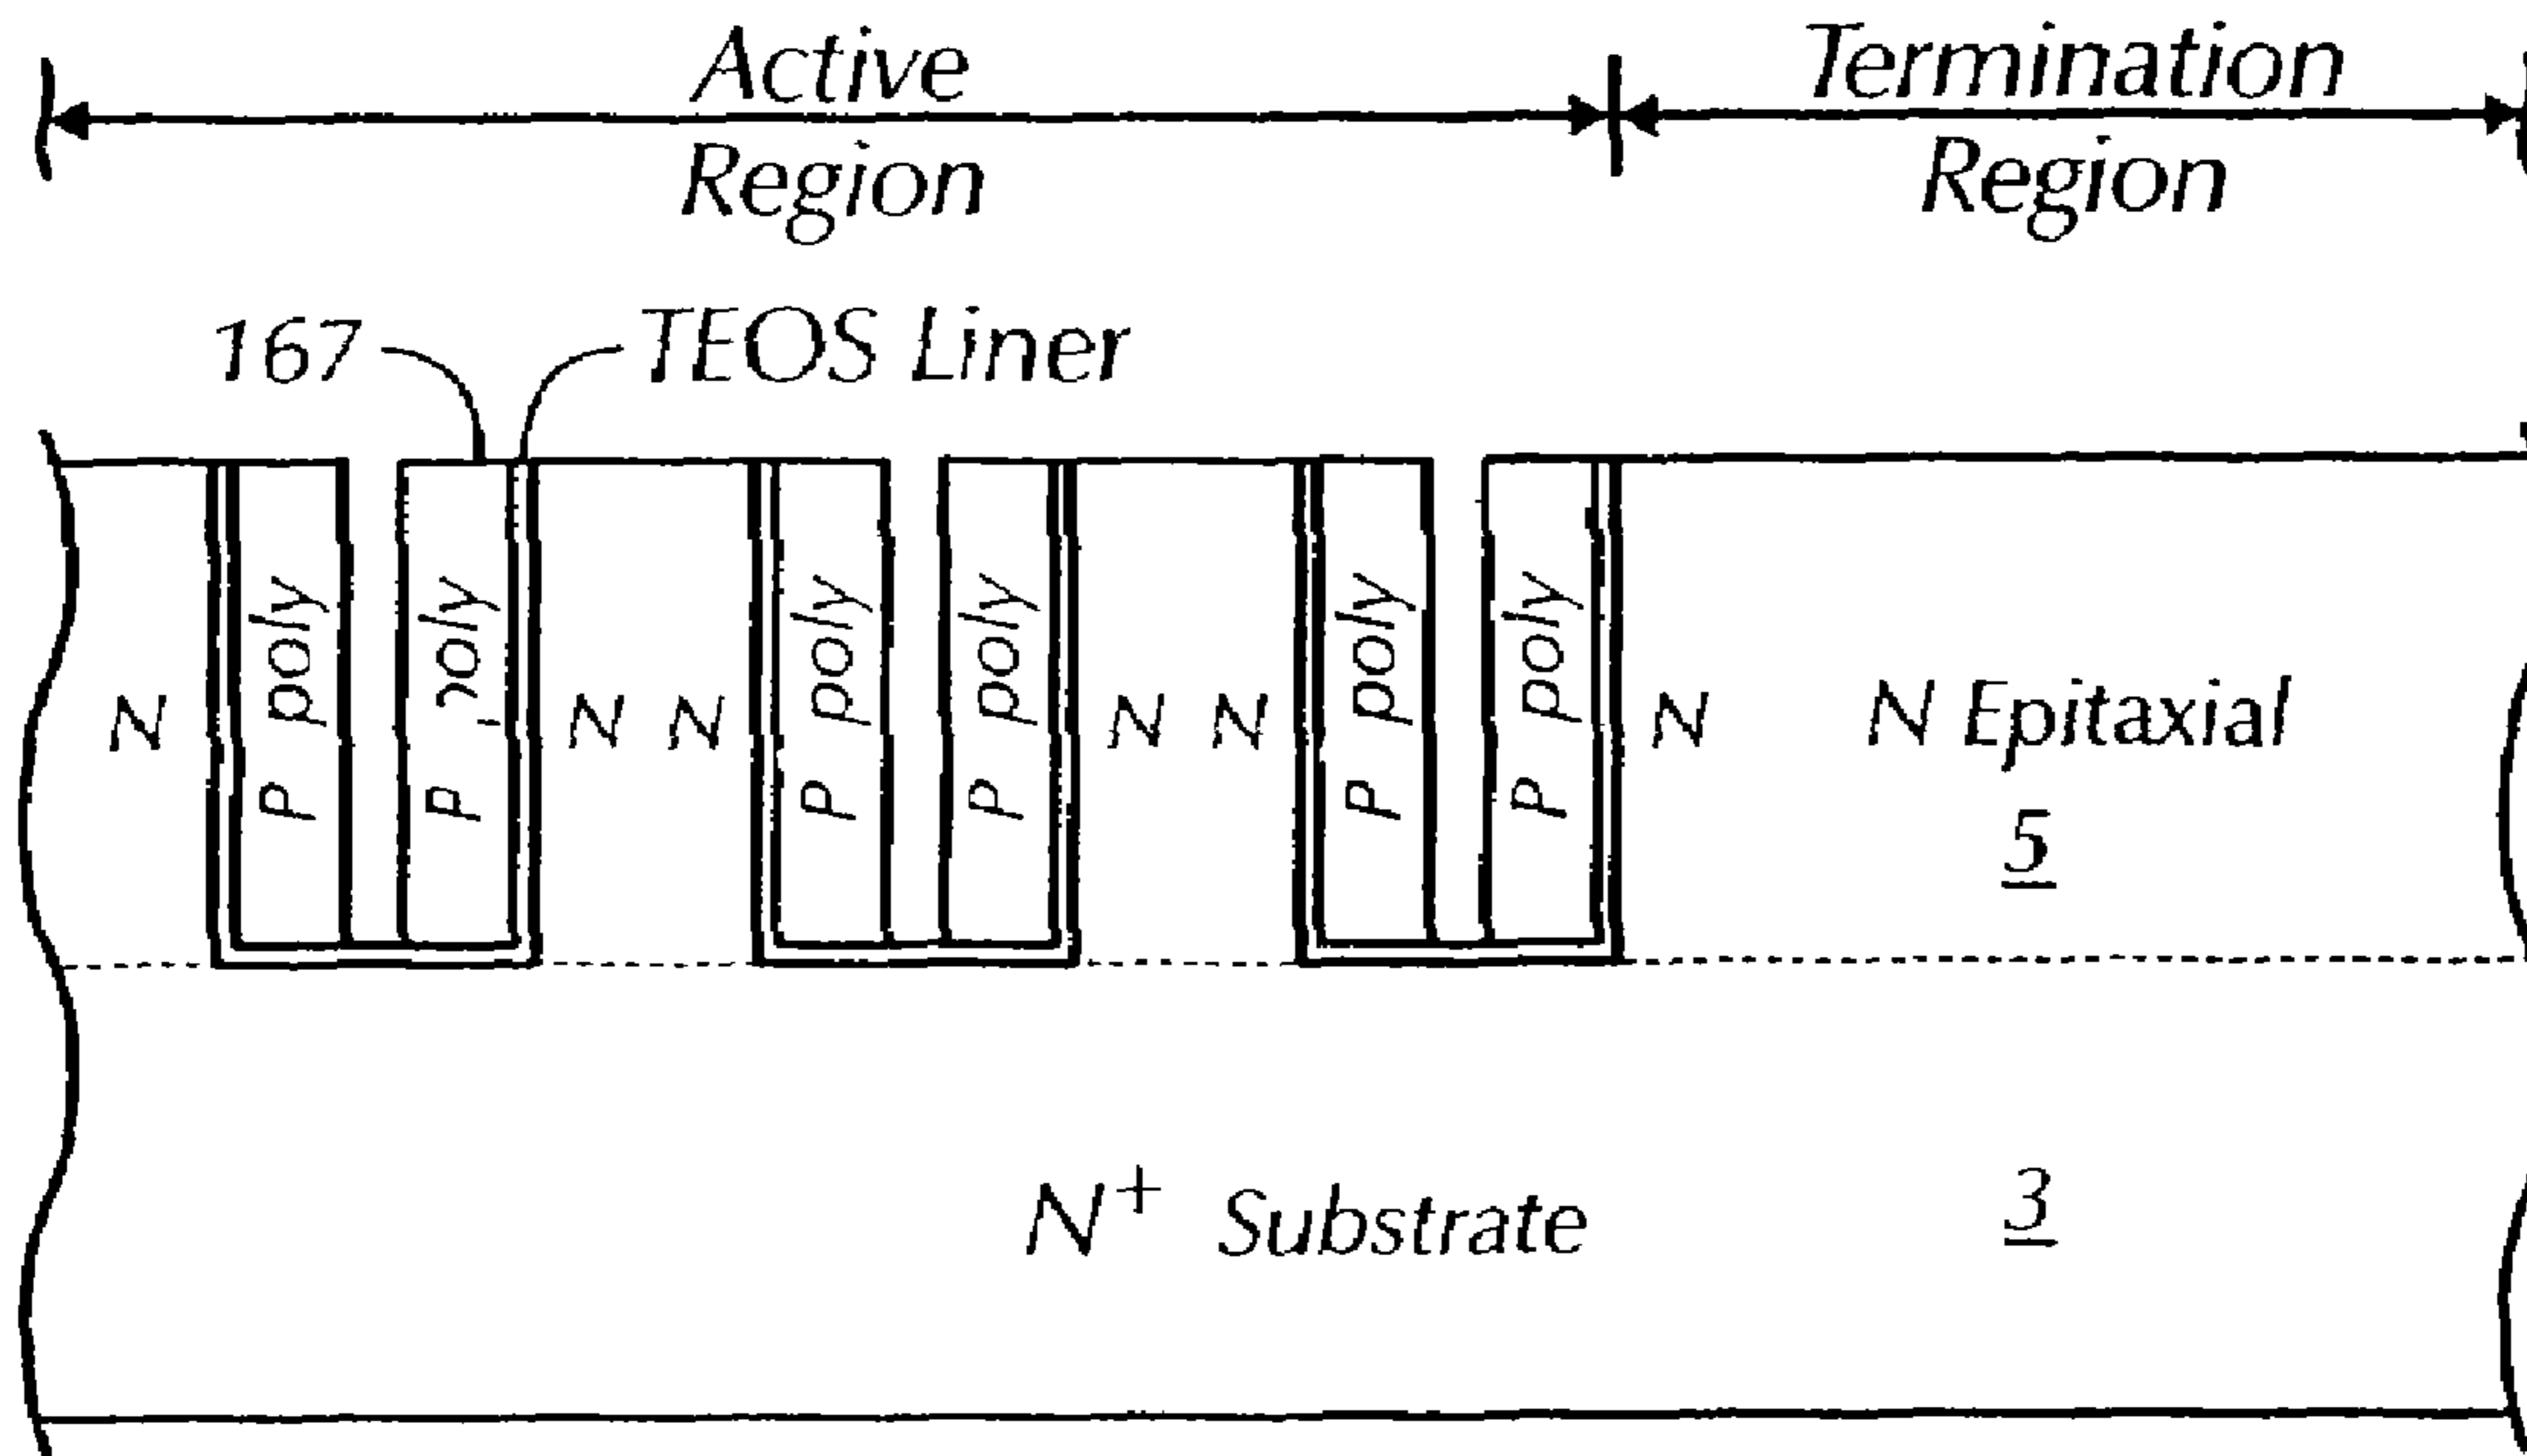 Active
Region
Termination
Region
167
TEOS Liner
N
P poly
P poly
N
N
P poly
P poly
N
N
P poly
P poly
N
N Epitaxial
5
N+ Substrate
3